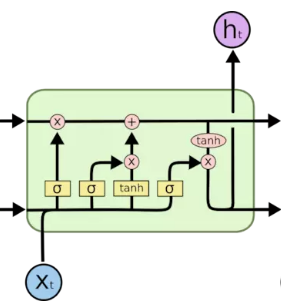 ht
x +
tanh
x x
σ σ tanh σ
xt